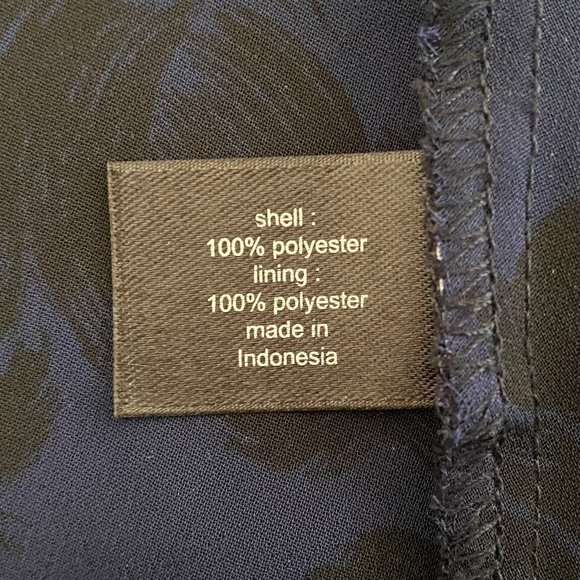 shell :
100% polyester
lining :
100% polyester
made in
Indonesia